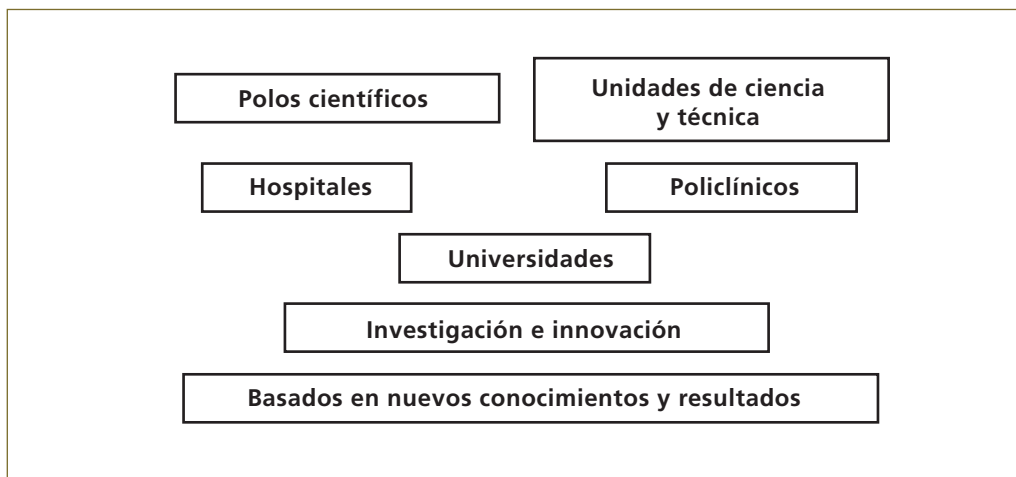 Polos científicos
Unidades de ciencia
y técnica
Hospitales
Policlínicos
Universidades
Investigación e innovación
Basados en nuevos conocimientos y resultados